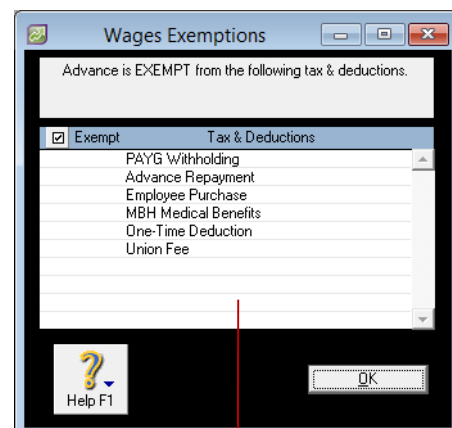 Wages Exemptions
Advance is EXEMPT from the following tax & deductions.
Exempt Tax & Deductions
PAYG Withholding
Advance Repayment
Employee Purchase
MBH Medical Benefits
One-Time Deduction
Union Fee
Help F1
OK